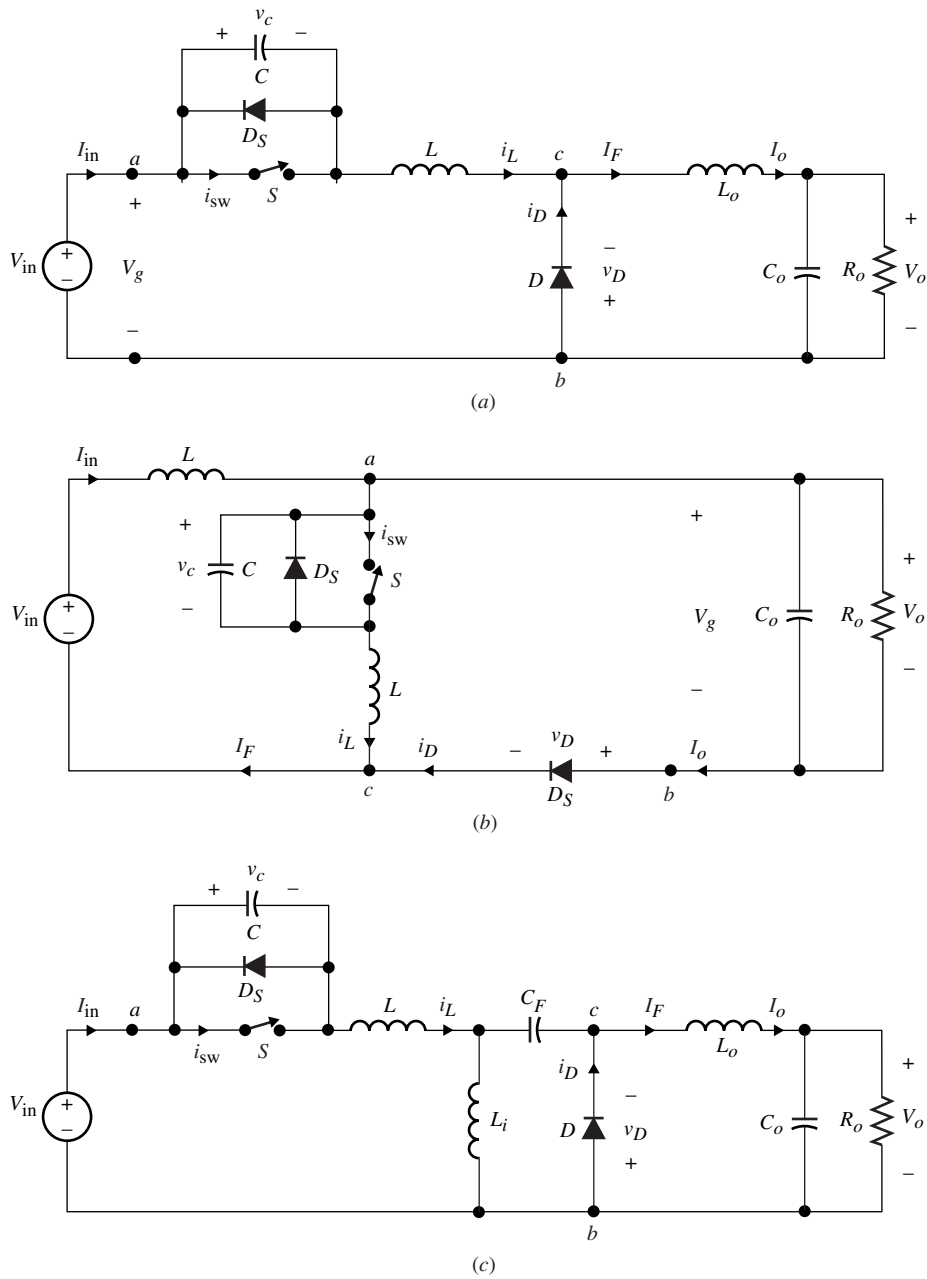 v_c
+ −
C
D_S
I_in a L i_L c I_F I_o
+ i_sw S L_o
i_D
V_in + − V_g D − v_D + C_o R_o + V_o −
−
b
(a)
I_in L a
+ i_sw +
v_c C D_S S +
V_in + − − V_g C_o R_o V_o
L − −
I_F i_L i_D − v_D + I_o
c D_S b
(b)
v_c
+ −
C
D_S C_F
I_in a L i_L c I_F I_o
i_sw S L_o
i_D
V_in + − L_i D − v_D + C_o R_o + V_o −
b
(c)